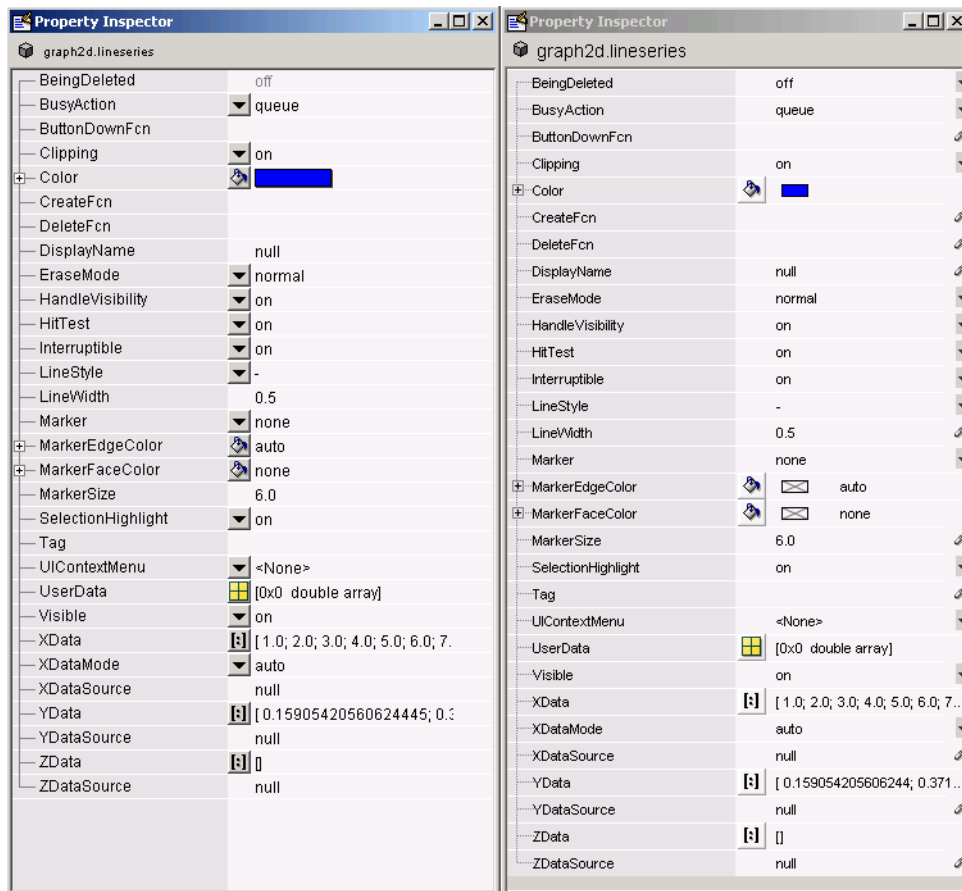 Property Inspector
graph2d.lineseries
BeingDeleted off
BusyAction queue
ButtonDownFcn
Clipping on
Color
CreateFcn
DeleteFcn
DisplayName null
EraseMode normal
HandleVisibility on
HitTest on
Interruptible on
LineStyle -
LineWidth 0.5
Marker none
MarkerEdgeColor auto
MarkerFaceColor none
MarkerSize 6.0
SelectionHighlight on
Tag
UIContextMenu <None>
UserData [0x0 double array]
Visible on
XData [ 1.0; 2.0; 3.0; 4.0; 5.0; 6.0; 7.
XDataMode auto
XDataSource null
YData [ 0.15905420560624445; 0.3
YDataSource null
ZData []
ZDataSource null
Property Inspector
graph2d.lineseries
BeingDeleted off
BusyAction queue
ButtonDownFcn
Clipping on
Color
CreateFcn
DeleteFcn
DisplayName null
EraseMode normal
HandleVisibility on
HitTest on
Interruptible on
LineStyle -
LineWidth 0.5
Marker none
MarkerEdgeColor auto
MarkerFaceColor none
MarkerSize 6.0
SelectionHighlight on
Tag
UIContextMenu <None>
UserData [0x0 double array]
Visible on
XData [ 1.0; 2.0; 3.0; 4.0; 5.0; 6.0; 7...
XDataMode auto
XDataSource null
YData [ 0.159054205606244; 0.371...
YDataSource null
ZData []
ZDataSource null